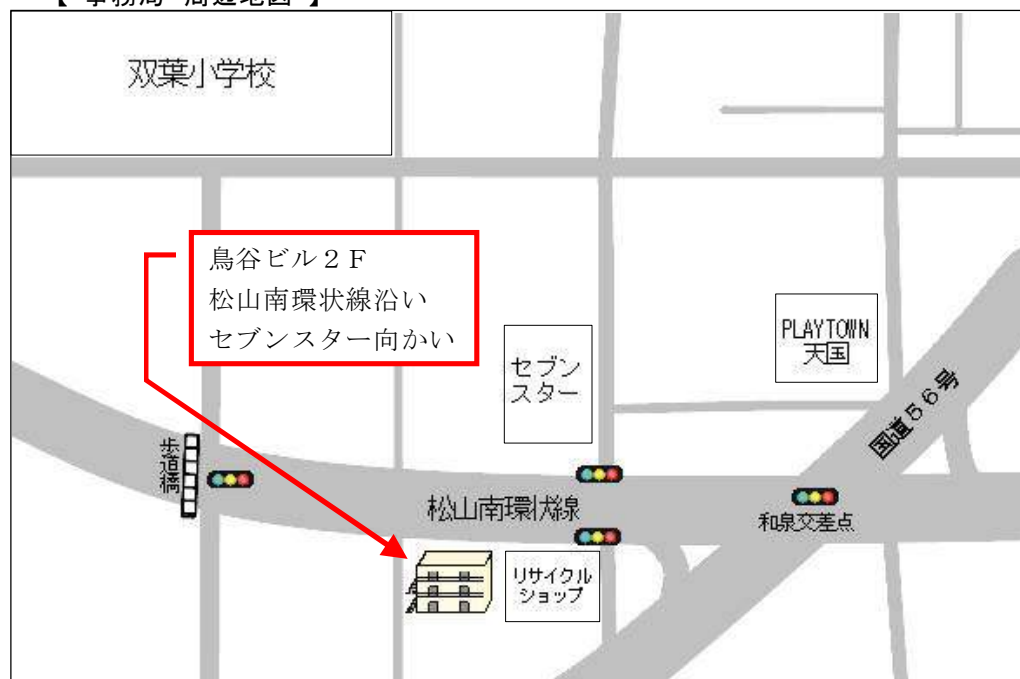 【 事務局 周辺地図 】
双葉小学校
鳥谷ビル２Ｆ
松山南環状線沿い
セブンスター向かい
PLAYTOWN
天国
セブン
スター
国道５６号
歩道橋
松山南環状線
和泉交差点
リサイクル
ショップ